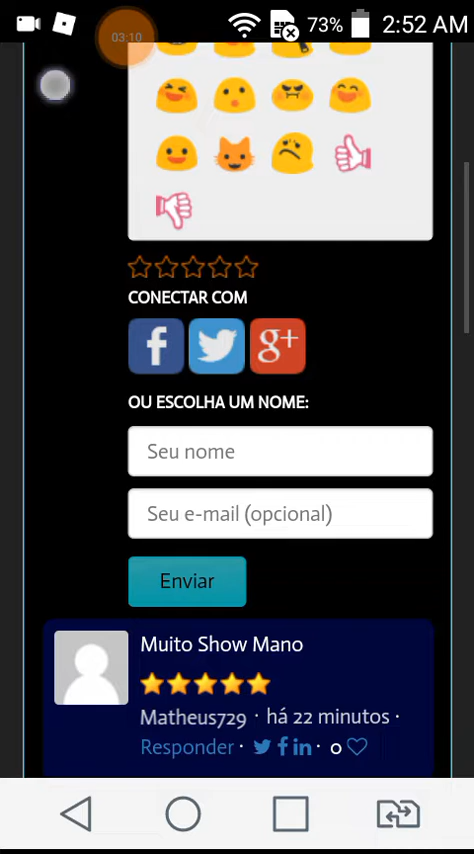 03:10
73%
2:52 AM
CONECTAR COM
f
g+
OU ESCOLHA UM NOME:
Seu nome
Seu e-mail (opcional)
Enviar
Muito Show Mano
Matheus729 · há 22 minutos ·
Responder · f in · 0